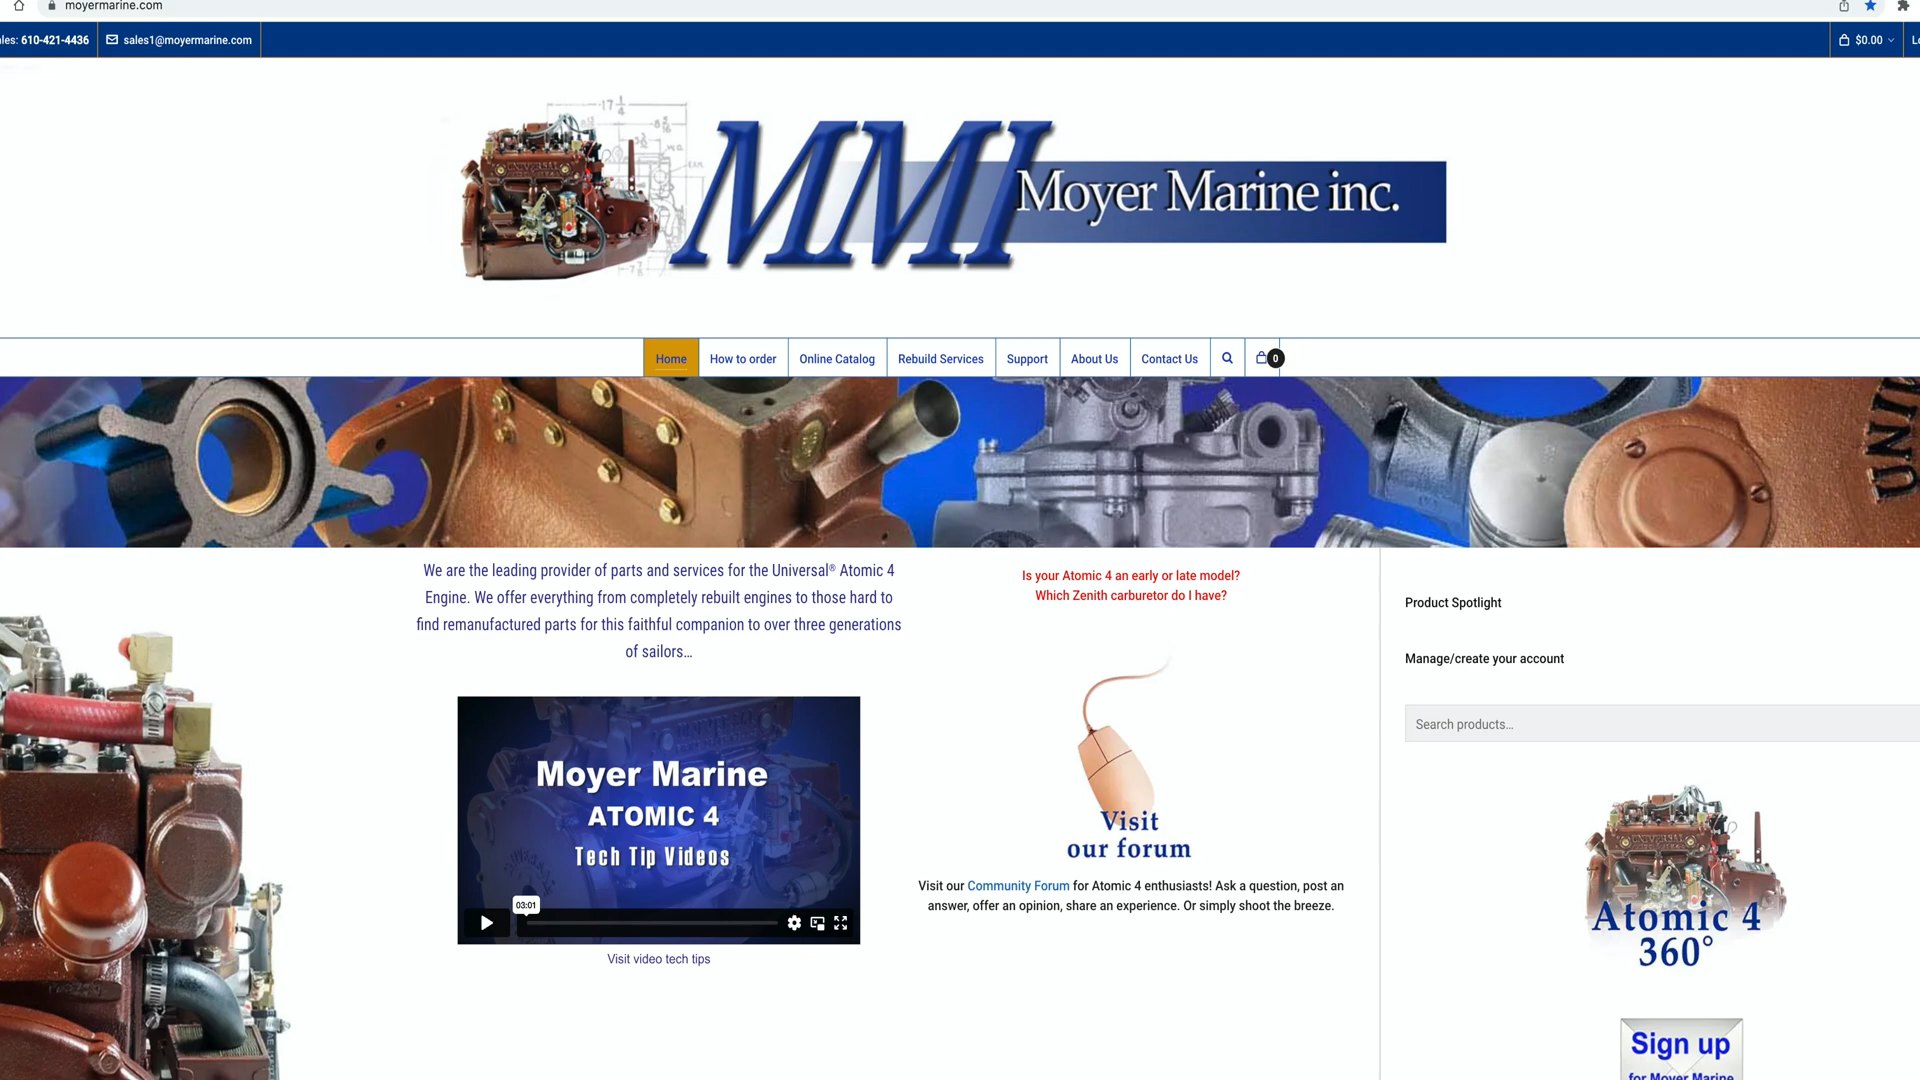 moyermarine.com
les: 610-421-4436
sales1@moyermarine.com
$0.00
17 1/4
MMI Moyer Marine inc.
Home
How to order
Online Catalog
Rebuild Services
Support
About Us
Contact Us
0
UNI
We are the leading provider of parts and services for the Universal® Atomic 4
Engine. We offer everything from completely rebuilt engines to those hard to
find remanufactured parts for this faithful companion to over three generations
of sailors...
Moyer Marine
ATOMIC 4
Tech Tip Videos
03:01
Visit video tech tips
Is your Atomic 4 an early or late model?
Which Zenith carburetor do I have?
Visit
our forum
Visit our Community Forum for Atomic 4 enthusiasts! Ask a question, post an
answer, offer an opinion, share an experience. Or simply shoot the breeze.
Product Spotlight
Manage/create your account
Search products...
Atomic 4
360°
Sign up
for Moyer Marine